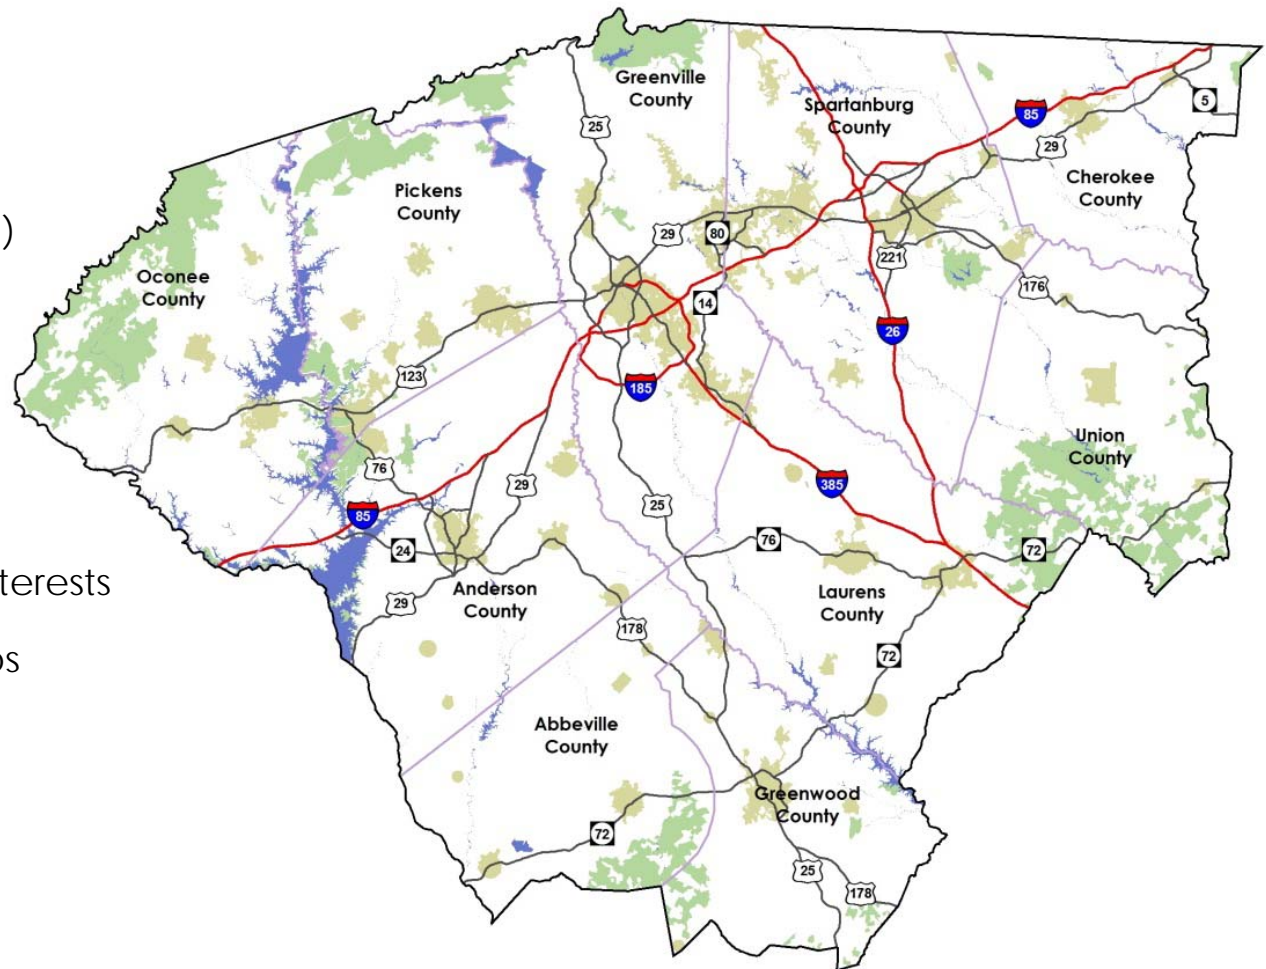 Greenville
County
Spartanburg
County
85
5
25
29
Cherokee
County
Pickens
County
)
29
80
221
Oconee
County
176
14
26
123
185
Union
County
76
29
385
85
25
24
76
72
terests
Anderson
County
Laurens
County
29
178
72
os
Abbeville
County
Greenwood
County
72
25
178